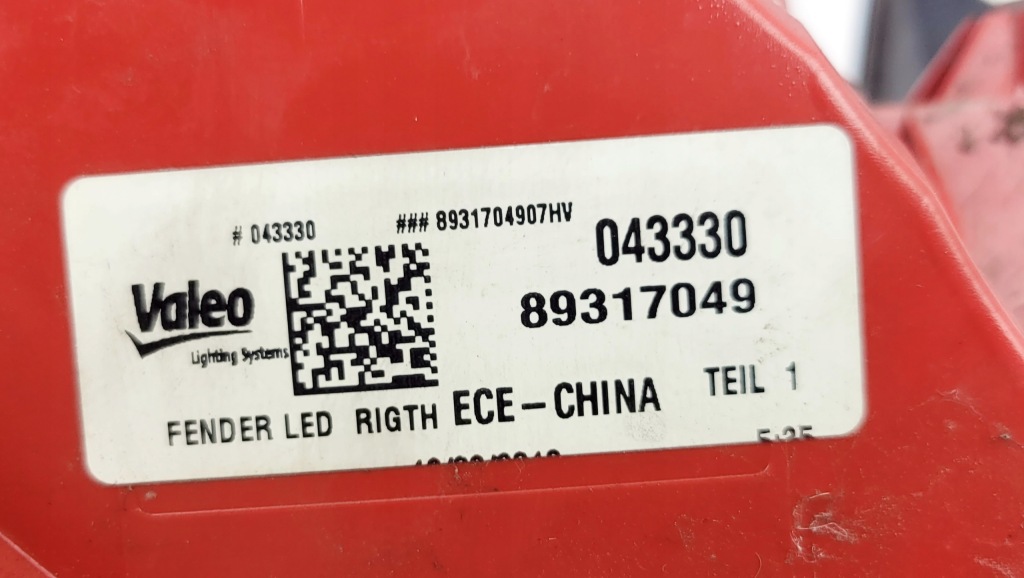 # 043330 ### 8931704907HV
043330
Valeo
89317049
Lighting Systems
TEIL 1
FENDER LED RIGTH ECE-CHINA